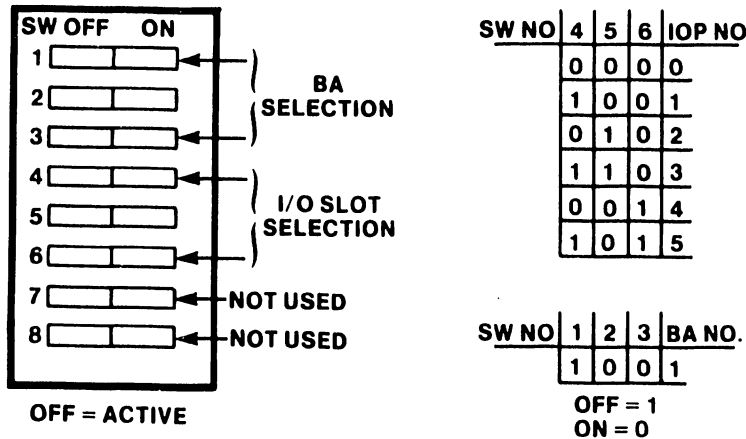 SW OFF ON
1
2
3
4
5
6
7
8
BA
SELECTION
I/O SLOT
SELECTION
NOT USED
NOT USED
OFF = ACTIVE
SW NO 4 5 6 IOP NO
0 0 0 0
1 0 0 1
0 1 0 2
1 1 0 3
0 0 1 4
1 0 1 5
SW NO 1 2 3 BA NO.
1 0 0 1
OFF = 1
ON = 0